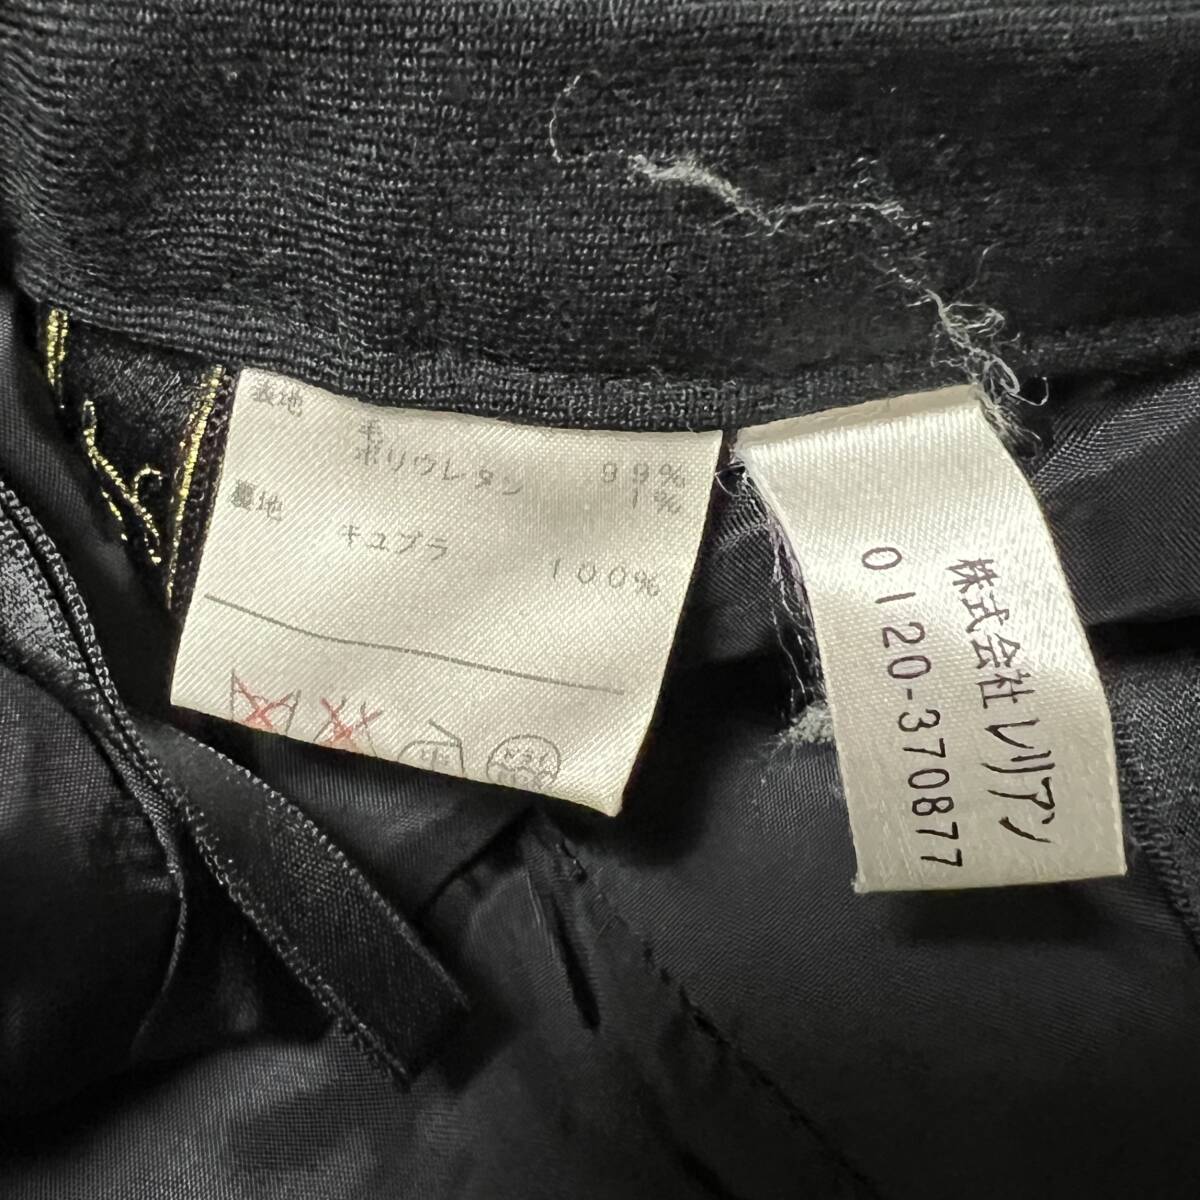 表地
毛 99%
ポリウレタン 1%
裏地 キュプラ 100%
株式会社レリアン
0120-370877